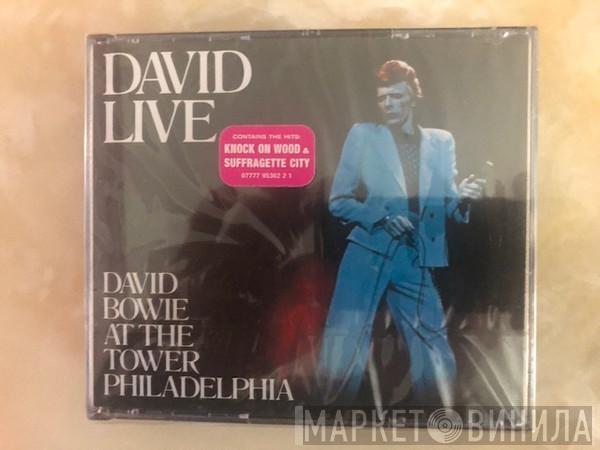 DAVID
LIVE
CONTAINS THE HITS:
KNOCK ON WOOD &
SUFFRAGETTE CITY
07777 95362 2 1
DAVID
BOWIE
AT THE
TOWER
PHILADELPHIA
МАРКЕТ ВИНИЛА